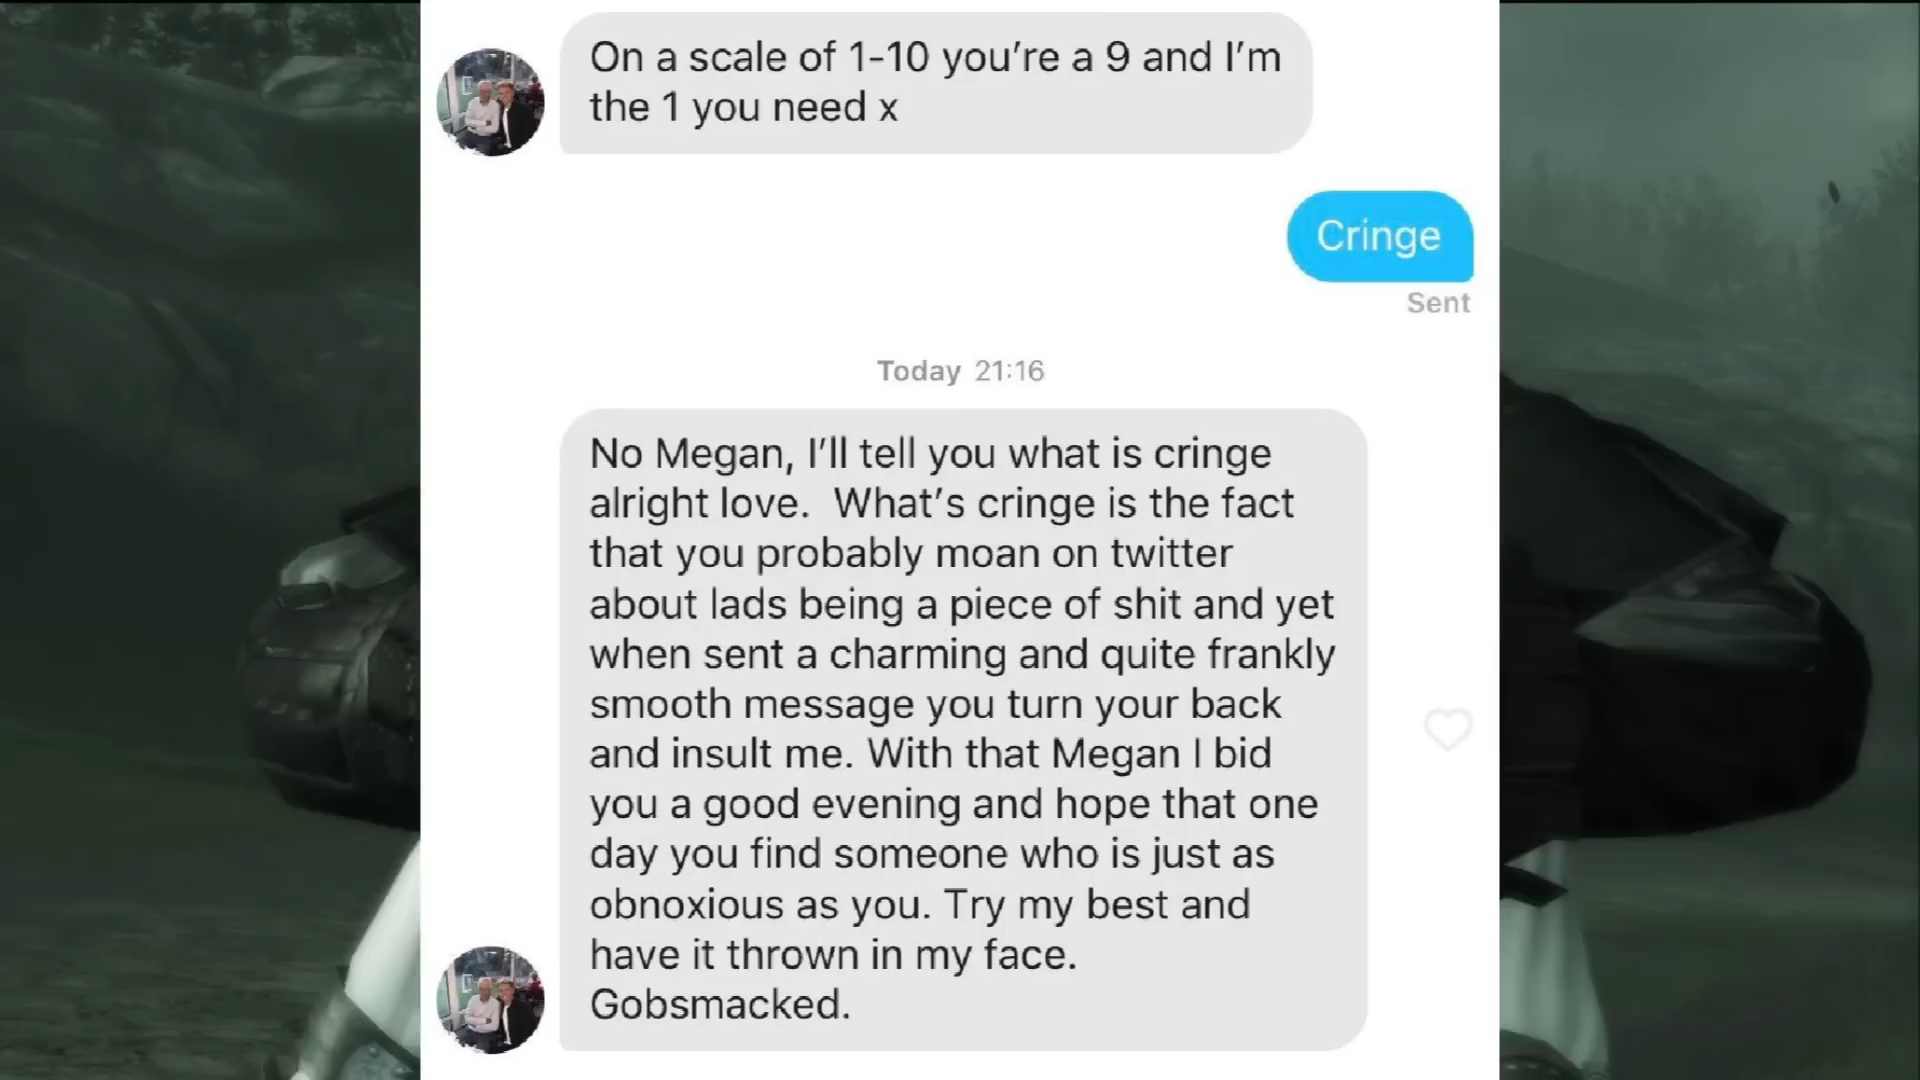 On a scale of 1-10 you’re a 9 and I’m
the 1 you need x
Cringe
Sent
Today 21:16
No Megan, I’ll tell you what is cringe
alright love.  What’s cringe is the fact
that you probably moan on twitter
about lads being a piece of shit and yet
when sent a charming and quite frankly
smooth message you turn your back
and insult me. With that Megan I bid
you a good evening and hope that one
day you find someone who is just as
obnoxious as you. Try my best and
have it thrown in my face.
Gobsmacked.